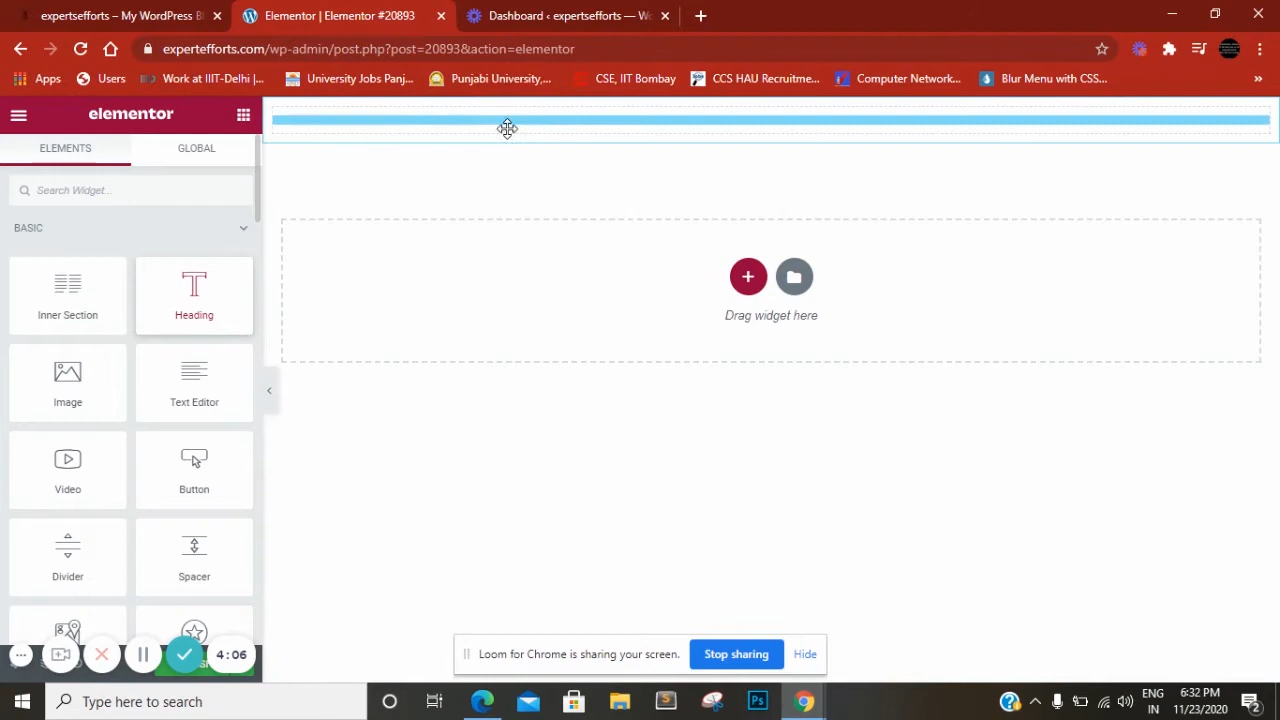 expertsefforts – My WordPress Bl
Elementor | Elementor #20893
Dashboard ‹ expertsefforts — Wo
expertefforts.com/wp-admin/post.php?post=20893&action=elementor
Apps
Users
Work at IIIT-Delhi |...
University Jobs Panj...
Punjabi University,...
CSE, IIT Bombay
CCS HAU Recruitme...
Computer Network...
Blur Menu with CSS...
»
elementor
ELEMENTS
GLOBAL
Search Widget...
BASIC
Inner Section
Heading
Image
Text Editor
Video
Button
Divider
Spacer
Drag widget here
4:06
Loom for Chrome is sharing your screen.
Stop sharing
Hide
Type here to search
Ps
ENG
IN
6:32 PM
11/23/2020
2